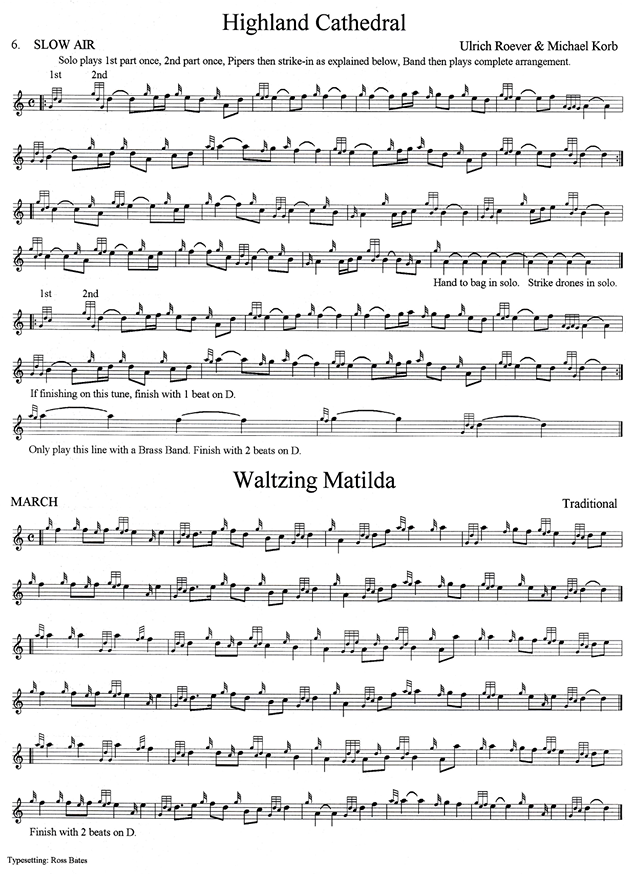 Highland Cathedral
6. SLOW AIR Ulrich Roever & Michael Korb
Solo plays 1st part once, 2nd part once, Pipers then strike-in as explained below, Band then plays complete arrangement.
1st 2nd
Hand to bag in solo. Strike drones in solo.
1st 2nd
If finishing on this tune, finish with 1 beat on D.
Only play this line with a Brass Band. Finish with 2 beats on D.
Waltzing Matilda
MARCH Traditional
Finish with 2 beats on D.
Typesetting: Ross Bates